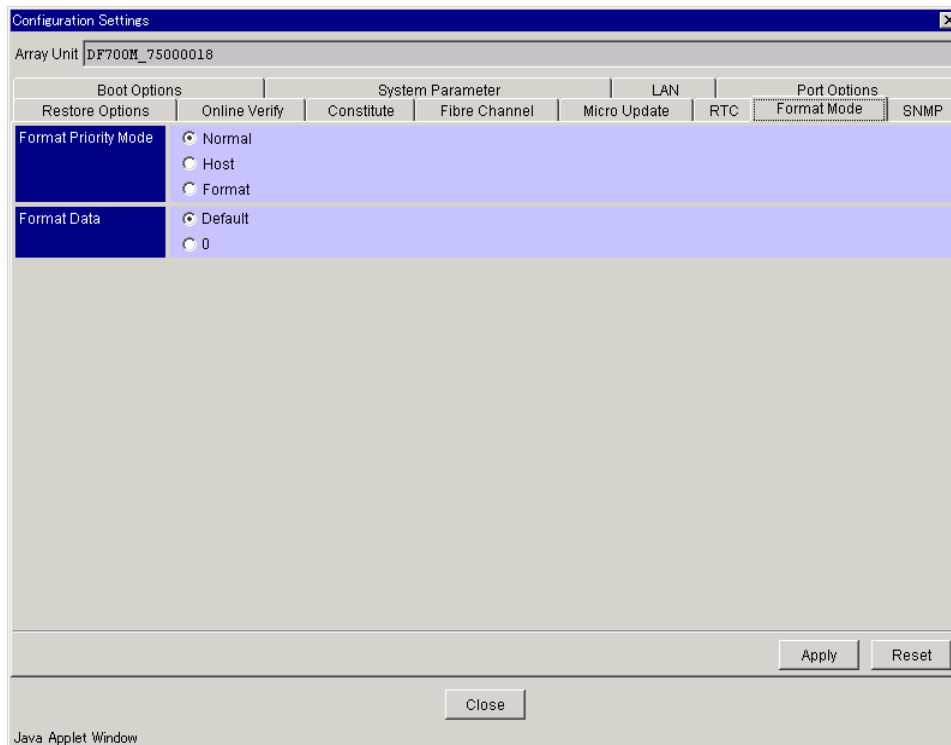 Configuration Settings
Array Unit DF700M_75000018
Boot Options System Parameter LAN Port Options
Restore Options Online Verify Constitute Fibre Channel Micro Update RTC Format Mode SNMP
Format Priority Mode Normal
Host
Format
Format Data Default
0
Apply Reset
Close
Java Applet Window